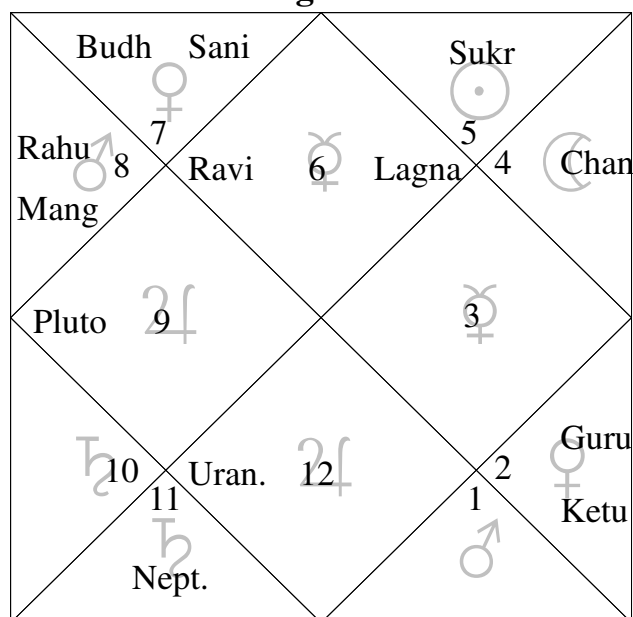 Budh Sani
Sukr
7
5
Rahu 8
Ravi 6 Lagna
4 Chan
Mang
Pluto 9
3
Guru
10 Uran. 12
2
11
1
Ketu
Nept.